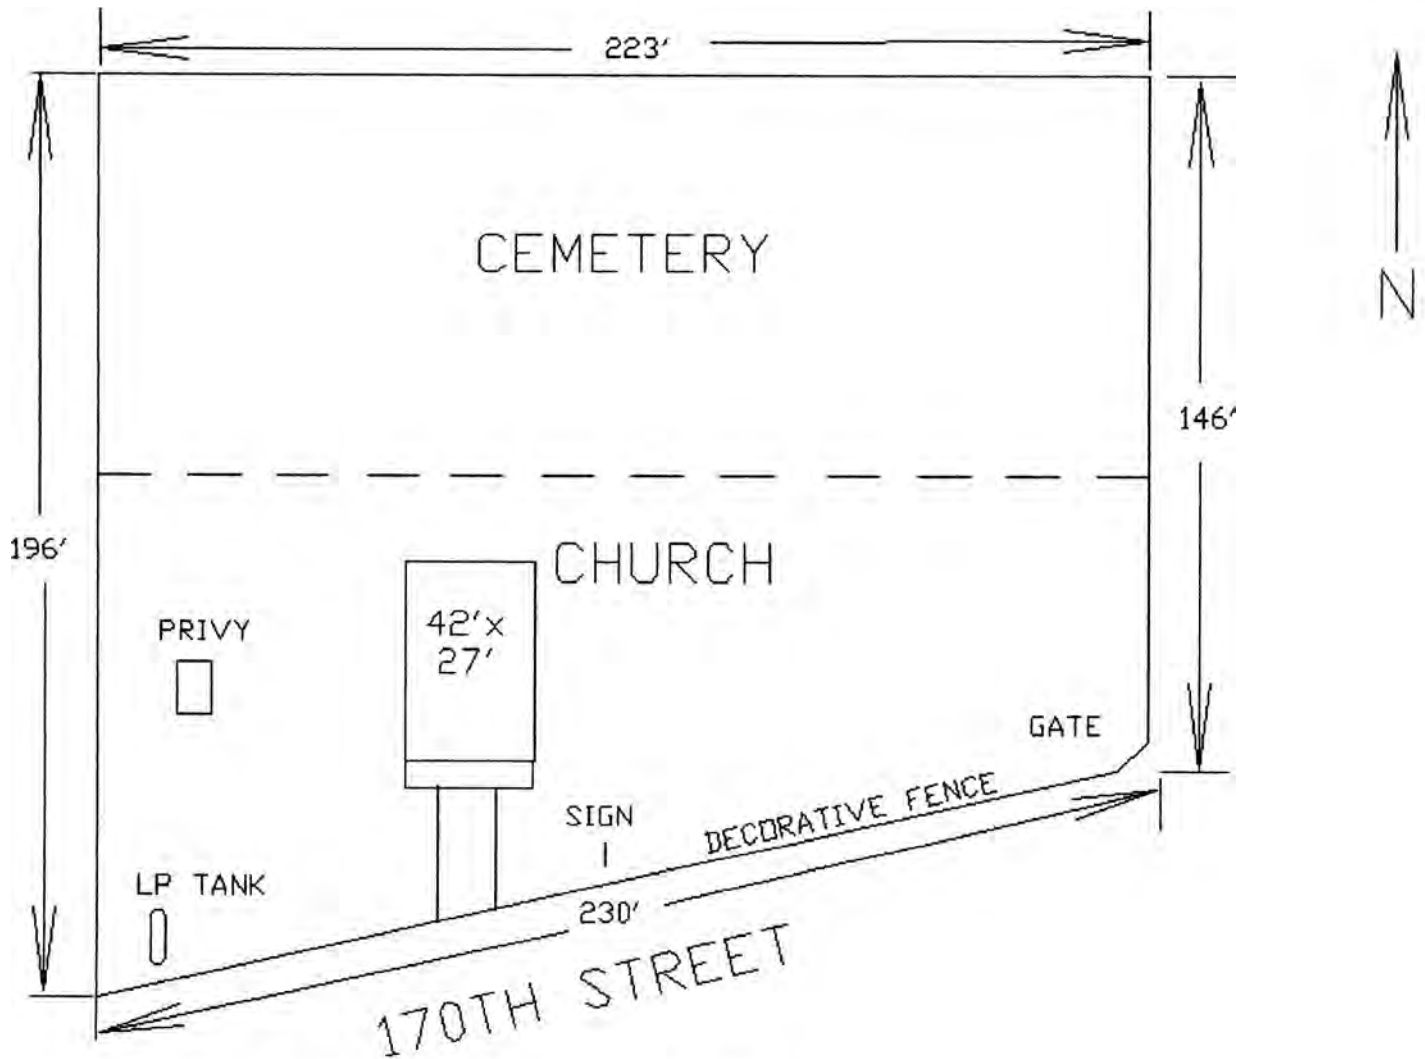 223'
N
CEMETERY
146'
196'
CHURCH
42'x
27'
PRIVY
GATE
DECORATIVE FENCE
SIGN
LP TANK
230'
170TH STREET